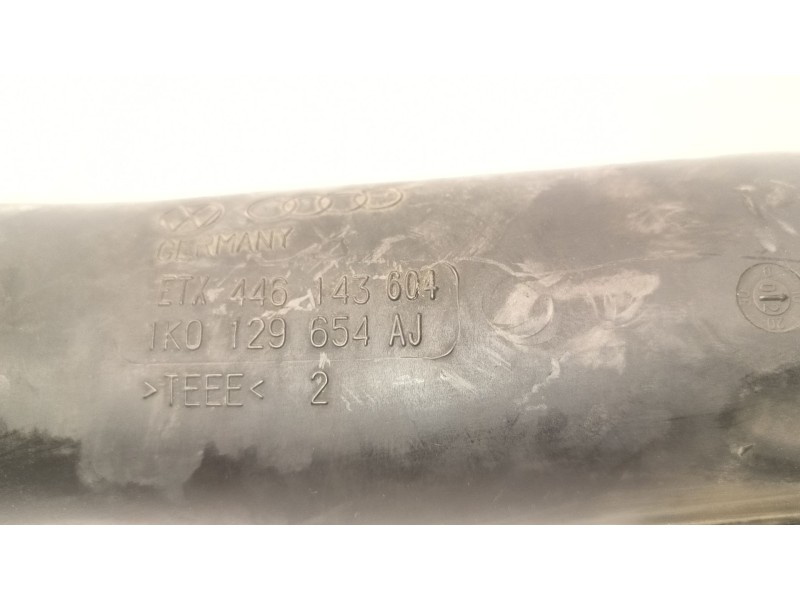 GERMANY
ETX 446 143 604
1K0 129 654 AJ
>TEEE< 2